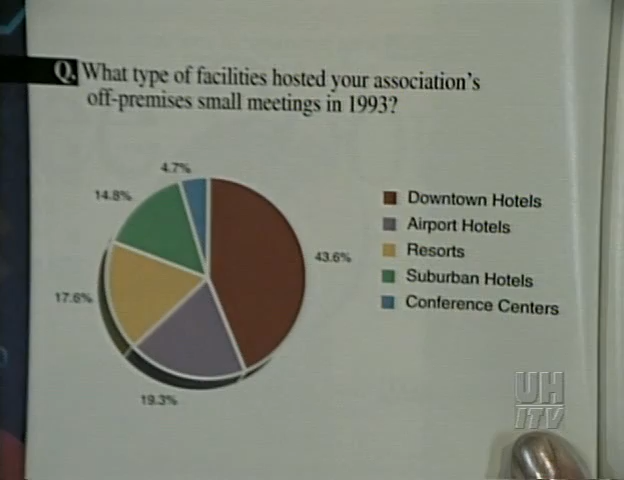 Q. What type of facilities hosted your association's
off-premises small meetings in 1993?
4.7%
14.8%
43.6%
17.6%
19.3%
Downtown Hotels
Airport Hotels
Resorts
Suburban Hotels
Conference Centers
UH
ITV